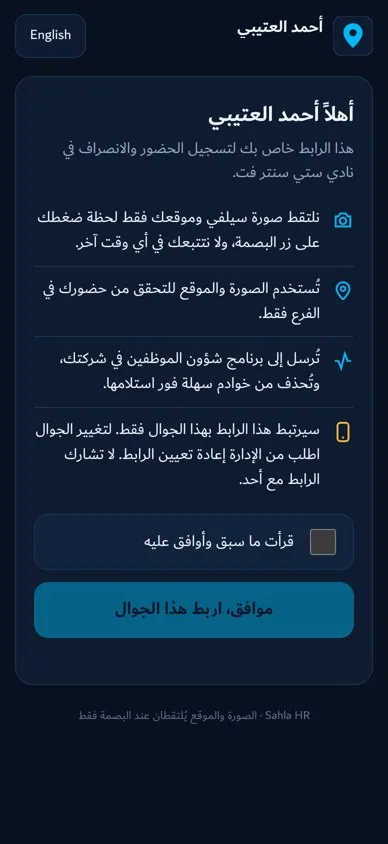 أحمد العتيبي
English
أهلاً أحمد العتيبي
هذا الرابط خاص بك لتسجيل الحضور والانصراف في
نادي ستي سنتر فت.
نلتقط صورة سيلفي وموقعك فقط لحظة ضغطك
على زر البصمة، ولا نتتبعك في أي وقت آخر.
تُستخدم الصورة والموقع للتحقق من حضورك في
الفرع فقط.
تُرسل إلى برنامج شؤون الموظفين في شركتك،
وتُحذف من خوادم سهلة فور استلامها.
سيرتبط هذا الرابط بهذا الجوال فقط. لتغيير الجوال
اطلب من الإدارة إعادة تعيين الرابط. لا تشارك
الرابط مع أحد.
قرأت ما سبق وأوافق عليه
موافق، اربط هذا الجوال
Sahla HR · الصورة والموقع يُلتقطان عند البصمة فقط